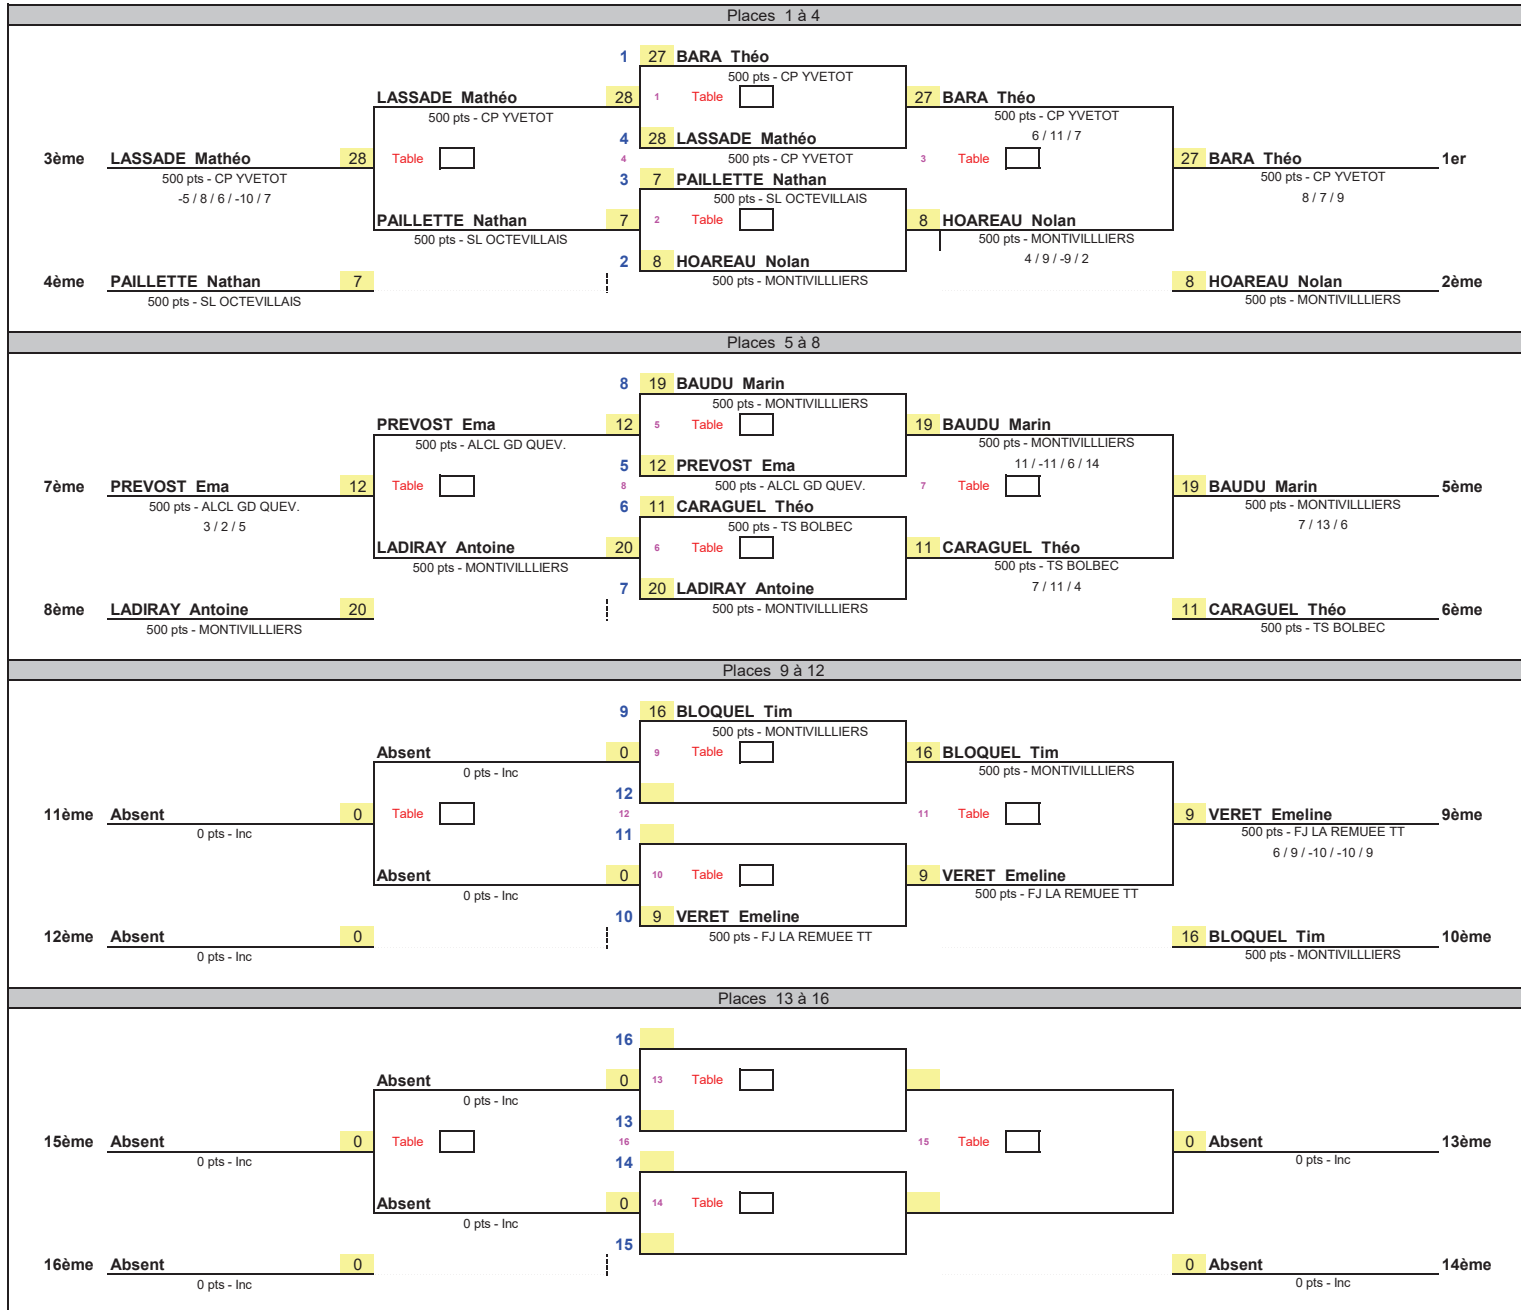 Places 1 à 4
1 27 BARA Théo
500 pts - CP YVETOT
LASSADE Mathéo 28 1 Table 27 BARA Théo
500 pts - CP YVETOT 500 pts - CP YVETOT
4 28 LASSADE Mathéo 6 / 11 / 7
3ème LASSADE Mathéo 28 Table 4 500 pts - CP YVETOT 3 Table 27 BARA Théo 1er
500 pts - CP YVETOT 3 7 PAILLETTE Nathan 500 pts - CP YVETOT
-5 / 8 / 6 / -10 / 7 500 pts - SL OCTEVILLAIS 8 / 7 / 9
PAILLETTE Nathan 7 2 Table 8 HOAREAU Nolan
500 pts - SL OCTEVILLAIS 500 pts - MONTIVILLLIERS
2 8 HOAREAU Nolan 4 / 9 / -9 / 2
4ème PAILLETTE Nathan 7 500 pts - MONTIVILLLIERS 8 HOAREAU Nolan 2ème
500 pts - SL OCTEVILLAIS 500 pts - MONTIVILLLIERS
Places 5 à 8
8 19 BAUDU Marin
500 pts - MONTIVILLLIERS
PREVOST Ema 12 5 Table 19 BAUDU Marin
500 pts - ALCL GD QUEV. 500 pts - MONTIVILLLIERS
5 12 PREVOST Ema 11 / -11 / 6 / 14
7ème PREVOST Ema 12 Table 8 500 pts - ALCL GD QUEV. 7 Table 19 BAUDU Marin 5ème
500 pts - ALCL GD QUEV. 6 11 CARAGUEL Théo 500 pts - MONTIVILLLIERS
3 / 2 / 5 500 pts - TS BOLBEC 7 / 13 / 6
LADIRAY Antoine 20 6 Table 11 CARAGUEL Théo
500 pts - MONTIVILLLIERS 500 pts - TS BOLBEC
7 20 LADIRAY Antoine 7 / 11 / 4
8ème LADIRAY Antoine 20 500 pts - MONTIVILLLIERS 11 CARAGUEL Théo 6ème
500 pts - MONTIVILLLIERS 500 pts - TS BOLBEC
Places 9 à 12
9 16 BLOQUEL Tim
500 pts - MONTIVILLLIERS
Absent 0 9 Table 16 BLOQUEL Tim
0 pts - Inc 500 pts - MONTIVILLLIERS
12
11ème Absent 0 Table 12 11 Table 9 VERET Emeline 9ème
0 pts - Inc 11 500 pts - FJ LA REMUEE TT
6 / 9 / -10 / -10 / 9
Absent 0 10 Table 9 VERET Emeline
0 pts - Inc 500 pts - FJ LA REMUEE TT
10 9 VERET Emeline
12ème Absent 0 500 pts - FJ LA REMUEE TT 16 BLOQUEL Tim 10ème
0 pts - Inc 500 pts - MONTIVILLLIERS
Places 13 à 16
16
Absent 0 13 Table
0 pts - Inc
13
15ème Absent 0 Table 16 15 Table 0 Absent 13ème
0 pts - Inc 14 0 pts - Inc
Absent 0 14 Table
0 pts - Inc
15
16ème Absent 0 0 Absent 14ème
0 pts - Inc 0 pts - Inc